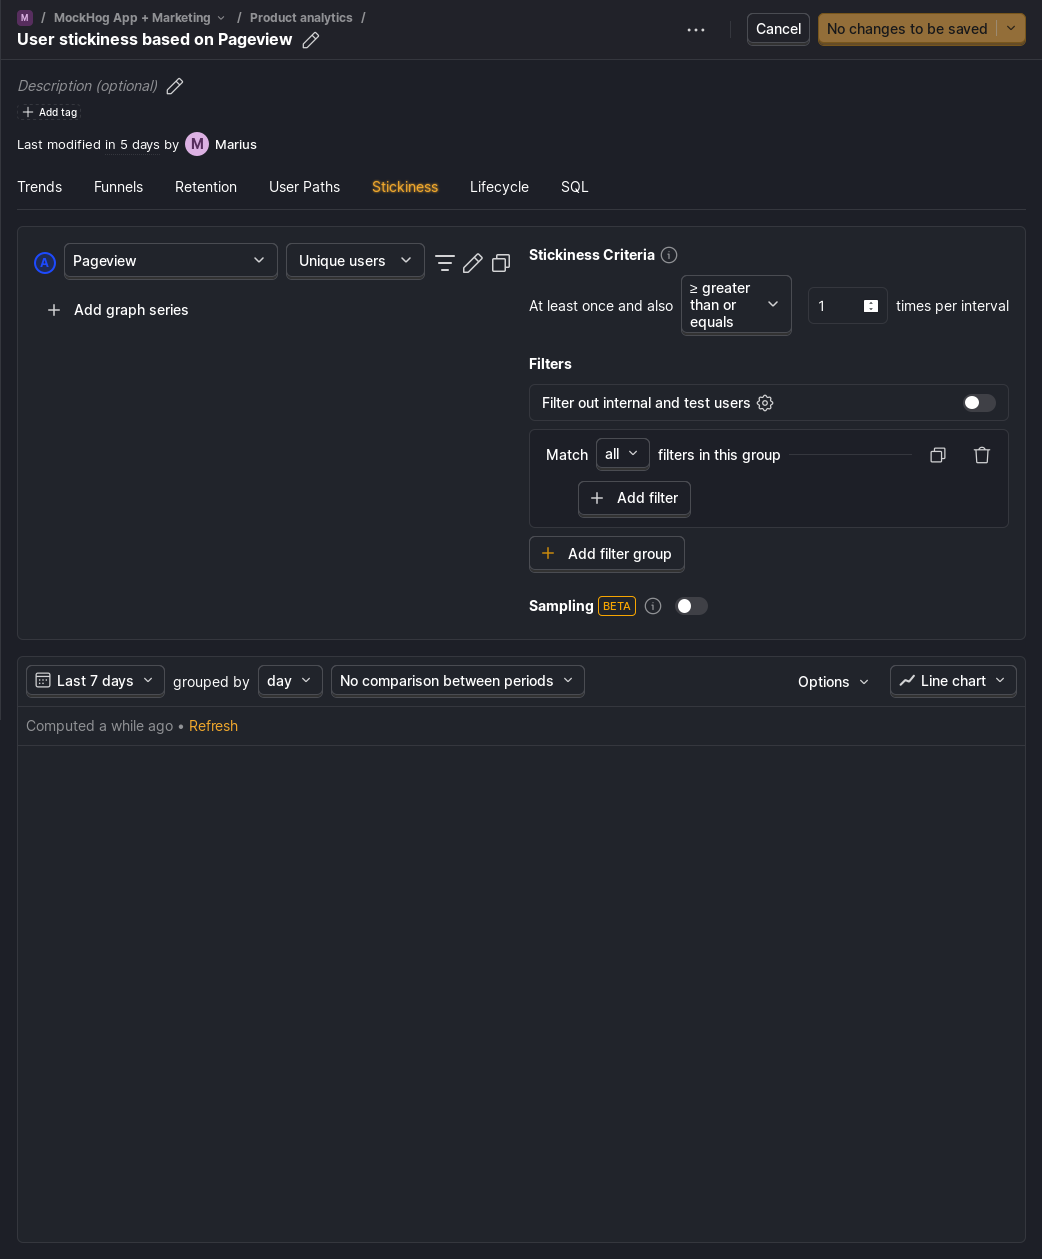 M / MockHog App + Marketing / Product analytics /
User stickiness based on Pageview
Cancel
No changes to be saved
Description (optional)
Add tag
Last modified in 5 days by M Marius
Trends Funnels Retention User Paths Stickiness Lifecycle SQL
A Pageview Unique users
Add graph series
Stickiness Criteria
At least once and also ≥ greater than or equals 1 times per interval
Filters
Filter out internal and test users
Match all filters in this group
Add filter
Add filter group
Sampling BETA
Last 7 days grouped by day No comparison between periods Options Line chart
Computed a while ago • Refresh